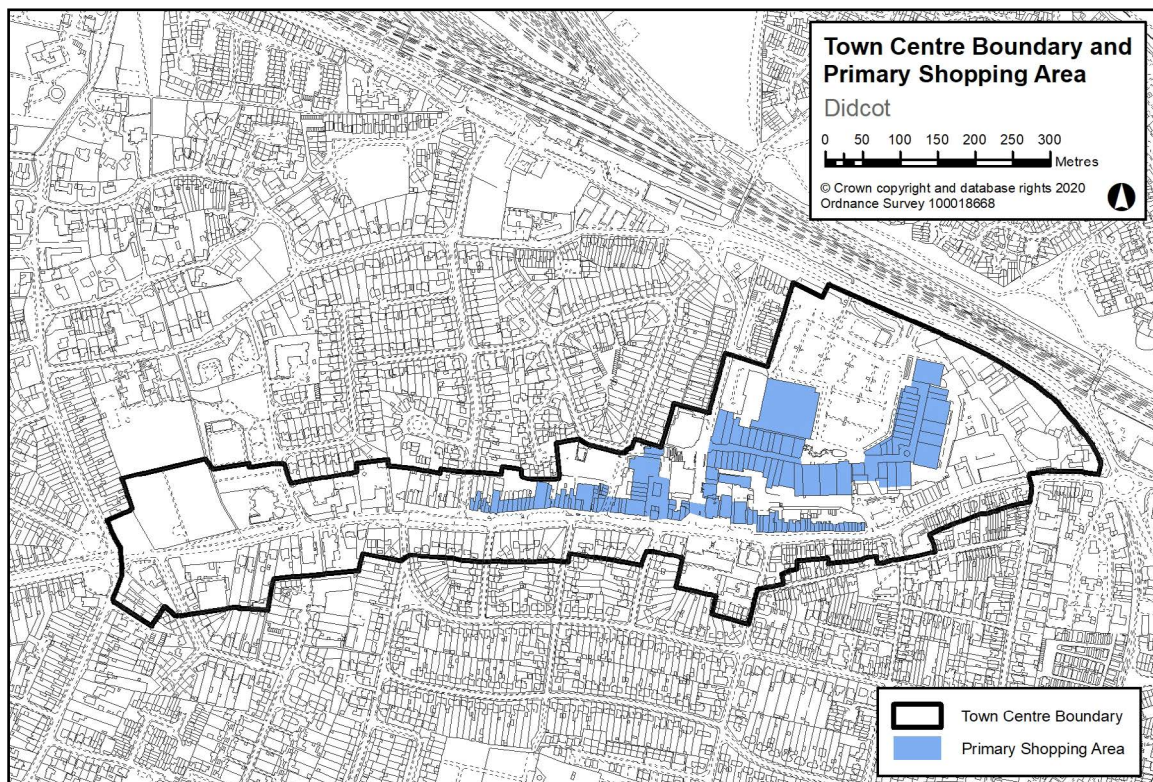 Town Centre Boundary and
Primary Shopping Area
Didcot
0 50 100 150 200 250 300
Metres
© Crown copyright and database rights 2020
Ordnance Survey 100018668
Town Centre Boundary
Primary Shopping Area